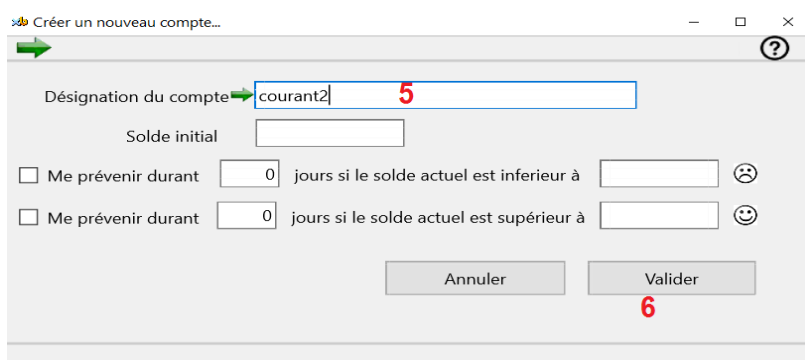 Créer un nouveau compte...
Désignation du compte courant2 5
Solde initial
Me prévenir durant 0 jours si le solde actuel est inferieur à
Me prévenir durant 0 jours si le solde actuel est supérieur à
Annuler Valider
6